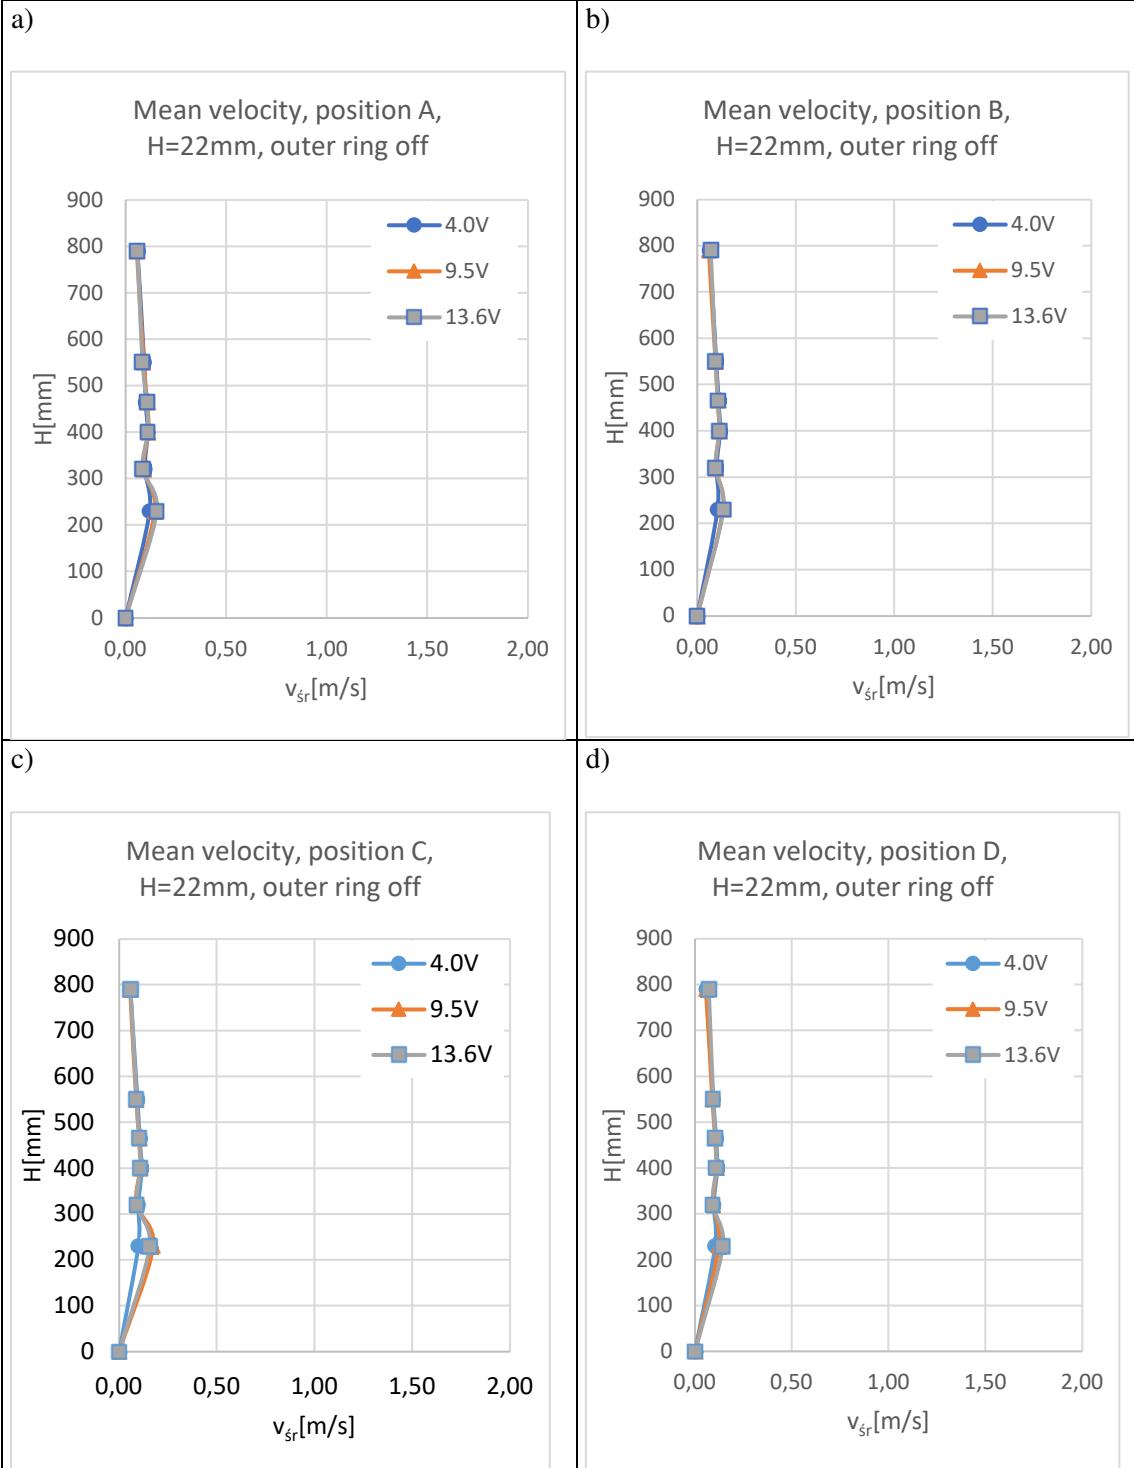 a)
Mean velocity, position A,
H=22mm, outer ring off
900
800
700
600
500
400
300
200
100
0
H[mm]
4.0V
9.5V
13.6V
0,00 0,50 1,00 1,50 2,00
vśr[m/s]
b)
Mean velocity, position B,
H=22mm, outer ring off
900
800
700
600
500
400
300
200
100
0
H[mm]
4.0V
9.5V
13.6V
0,00 0,50 1,00 1,50 2,00
vśr[m/s]
c)
Mean velocity, position C,
H=22mm, outer ring off
900
800
700
600
500
400
300
200
100
0
H[mm]
4.0V
9.5V
13.6V
0,00 0,50 1,00 1,50 2,00
vśr[m/s]
d)
Mean velocity, position D,
H=22mm, outer ring off
900
800
700
600
500
400
300
200
100
0
H[mm]
4.0V
9.5V
13.6V
0,00 0,50 1,00 1,50 2,00
vśr[m/s]